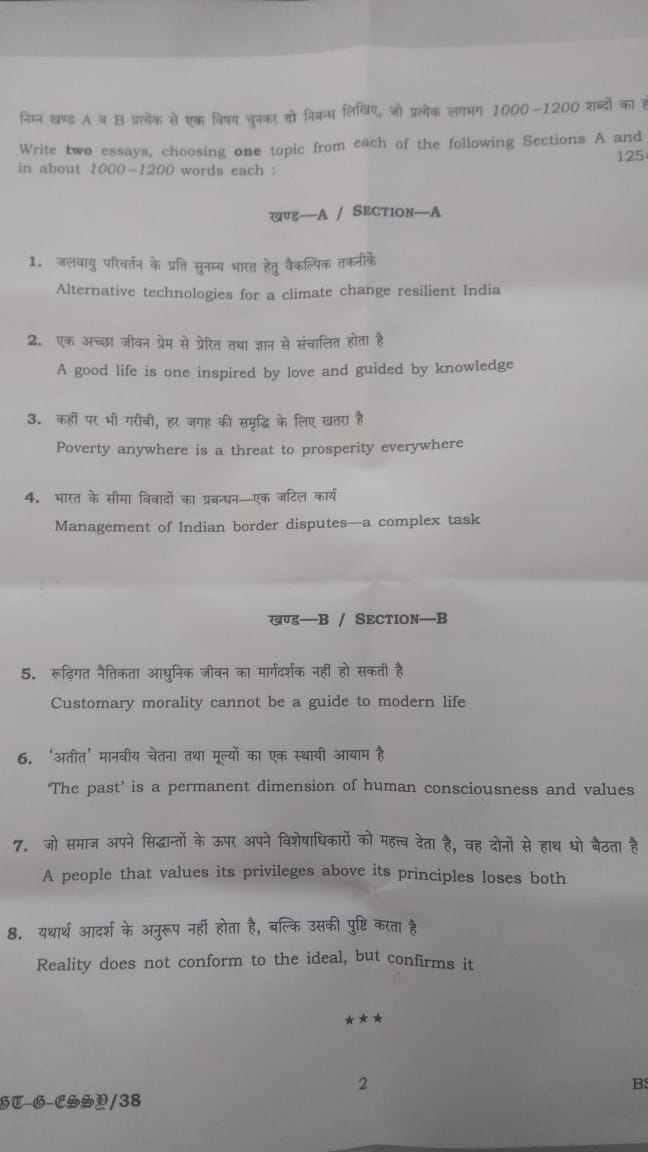 निम्न खण्ड A व B प्रत्येक से एक विषय चुनकर दो निबन्ध लिखिए, जो प्रत्येक लगभग 1000–1200 शब्दों का
Write two essays, choosing one topic from each of the following Sections A and
in about 1000–1200 words each : 125
खण्ड—A / SECTION—A
1. जलवायु परिवर्तन के प्रति सुनम्य भारत हेतु वैकल्पिक तकनीकें
Alternative technologies for a climate change resilient India
2. एक अच्छा जीवन प्रेम से प्रेरित तथा ज्ञान से संचालित होता है
A good life is one inspired by love and guided by knowledge
3. कहीं पर भी गरीबी, हर जगह की समृद्धि के लिए खतरा है
Poverty anywhere is a threat to prosperity everywhere
4. भारत के सीमा विवादों का प्रबन्धन—एक जटिल कार्य
Management of Indian border disputes—a complex task
खण्ड—B / SECTION—B
5. रूढ़िगत नैतिकता आधुनिक जीवन का मार्गदर्शक नहीं हो सकती है
Customary morality cannot be a guide to modern life
6. ‘अतीत’ मानवीय चेतना तथा मूल्यों का एक स्थायी आयाम है
‘The past’ is a permanent dimension of human consciousness and values
7. जो समाज अपने सिद्धान्तों के ऊपर अपने विशेषाधिकारों को महत्त्व देता है, वह दोनों से हाथ धो बैठता है
A people that values its privileges above its principles loses both
8. यथार्थ आदर्श के अनुरूप नहीं होता है, बल्कि उसकी पुष्टि करता है
Reality does not conform to the ideal, but confirms it
★★★
BST–G–ESSY/38 2 BS